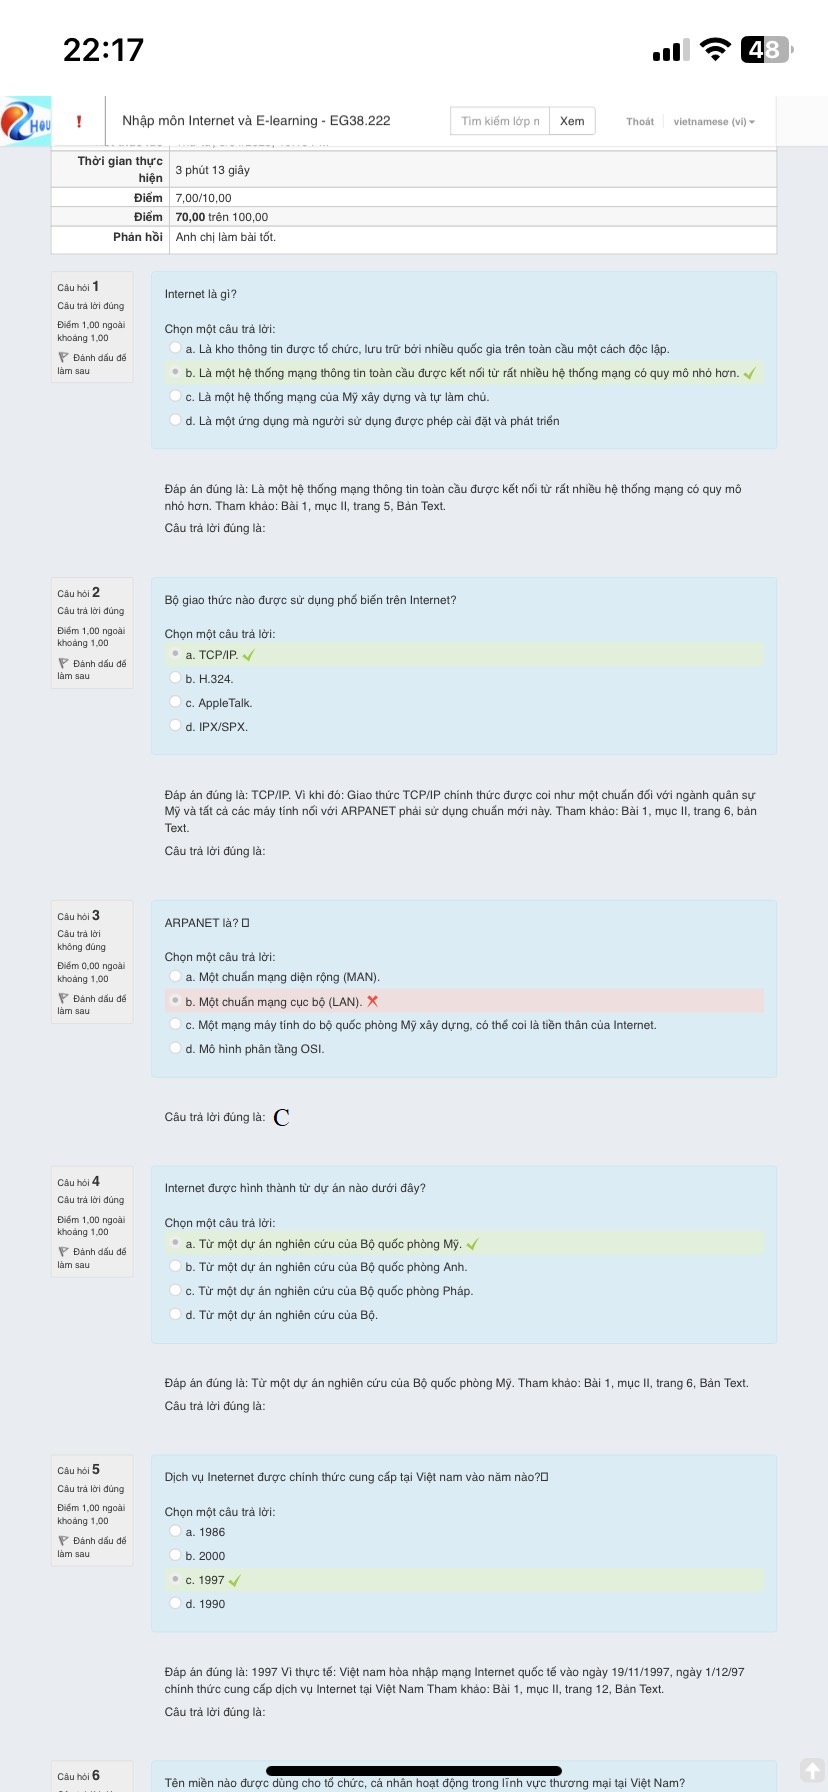 22:17
48
HOU
!
Nhập môn Internet và E-learning - EG38.222
Tìm kiếm lớp n
Xem
Thoát
vietnamese (vi)
Thời gian thực hiện
3 phút 13 giây
Điểm
7,00/10,00
Điểm
70,00 trên 100,00
Phản hồi
Anh chị làm bài tốt.
Câu hỏi 1
Câu trả lời đúng
Điểm 1,00 ngoài
khoảng 1,00
Đánh dấu để
làm sau
Internet là gì?
Chọn một câu trả lời:
a. Là kho thông tin được tổ chức, lưu trữ bởi nhiều quốc gia trên toàn cầu một cách độc lập.
b. Là một hệ thống mạng thông tin toàn cầu được kết nối từ rất nhiều hệ thống mạng có quy mô nhỏ hơn.
c. Là một hệ thống mạng của Mỹ xây dựng và tự làm chủ.
d. Là một ứng dụng mà người sử dụng được phép cài đặt và phát triển
Đáp án đúng là: Là một hệ thống mạng thông tin toàn cầu được kết nối từ rất nhiều hệ thống mạng có quy mô
nhỏ hơn. Tham khảo: Bài 1, mục II, trang 5, Bản Text.
Câu trả lời đúng là:
Câu hỏi 2
Câu trả lời đúng
Điểm 1,00 ngoài
khoảng 1,00
Đánh dấu để
làm sau
Bộ giao thức nào được sử dụng phổ biến trên Internet?
Chọn một câu trả lời:
a. TCP/IP.
b. H.324.
c. AppleTalk.
d. IPX/SPX.
Đáp án đúng là: TCP/IP. Vì khi đó: Giao thức TCP/IP chính thức được coi như một chuẩn đối với ngành quân sự
Mỹ và tất cả các máy tính nối với ARPANET phải sử dụng chuẩn mới này. Tham khảo: Bài 1, mục II, trang 6, bản
Text.
Câu trả lời đúng là:
Câu hỏi 3
Câu trả lời
không đúng
Điểm 0,00 ngoài
khoảng 1,00
Đánh dấu để
làm sau
ARPANET là?
Chọn một câu trả lời:
a. Một chuẩn mạng diện rộng (MAN).
b. Một chuẩn mạng cục bộ (LAN).
c. Một mạng máy tính do bộ quốc phòng Mỹ xây dựng, có thể coi là tiền thân của Internet.
d. Mô hình phân tầng OSI.
Câu trả lời đúng là: C
Câu hỏi 4
Câu trả lời đúng
Điểm 1,00 ngoài
khoảng 1,00
Đánh dấu để
làm sau
Internet được hình thành từ dự án nào dưới đây?
Chọn một câu trả lời:
a. Từ một dự án nghiên cứu của Bộ quốc phòng Mỹ.
b. Từ một dự án nghiên cứu của Bộ quốc phòng Anh.
c. Từ một dự án nghiên cứu của Bộ quốc phòng Pháp.
d. Từ một dự án nghiên cứu của Bộ.
Đáp án đúng là: Từ một dự án nghiên cứu của Bộ quốc phòng Mỹ. Tham khảo: Bài 1, mục II, trang 6, Bản Text.
Câu trả lời đúng là:
Câu hỏi 5
Câu trả lời đúng
Điểm 1,00 ngoài
khoảng 1,00
Đánh dấu để
làm sau
Dịch vụ Ineternet được chính thức cung cấp tại Việt nam vào năm nào?
Chọn một câu trả lời:
a. 1986
b. 2000
c. 1997
d. 1990
Đáp án đúng là: 1997 Vì thực tế: Việt nam hòa nhập mạng Internet quốc tế vào ngày 19/11/1997, ngày 1/12/97
chính thức cung cấp dịch vụ Internet tại Việt Nam Tham khảo: Bài 1, mục II, trang 12, Bản Text.
Câu trả lời đúng là:
Câu hỏi 6
Tên miền nào được dùng cho tổ chức, cá nhân hoạt động trong lĩnh vực thương mại tại Việt Nam?